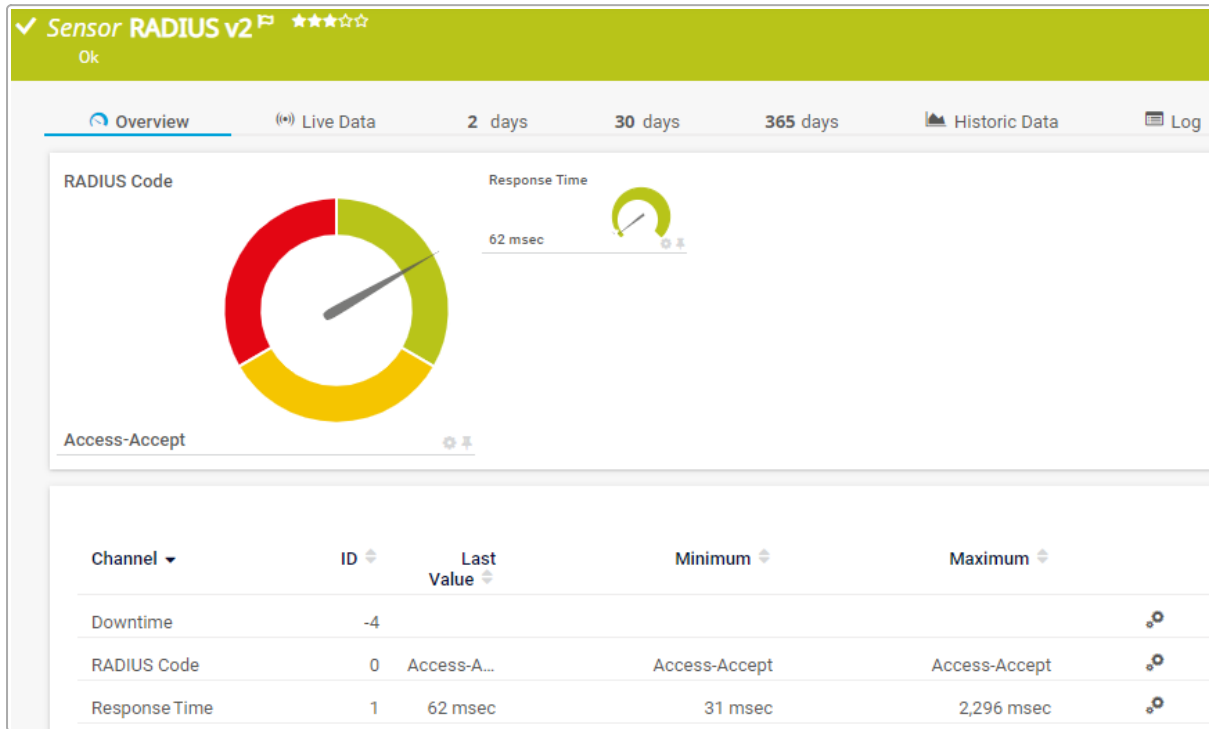 Sensor RADIUS v2
Ok
Overview Live Data 2 days 30 days 365 days Historic Data Log
RADIUS Code
Response Time
62 msec
Access-Accept
Channel ID Last Value Minimum Maximum
Downtime -4
RADIUS Code 0 Access-A... Access-Accept Access-Accept
Response Time 1 62 msec 31 msec 2,296 msec